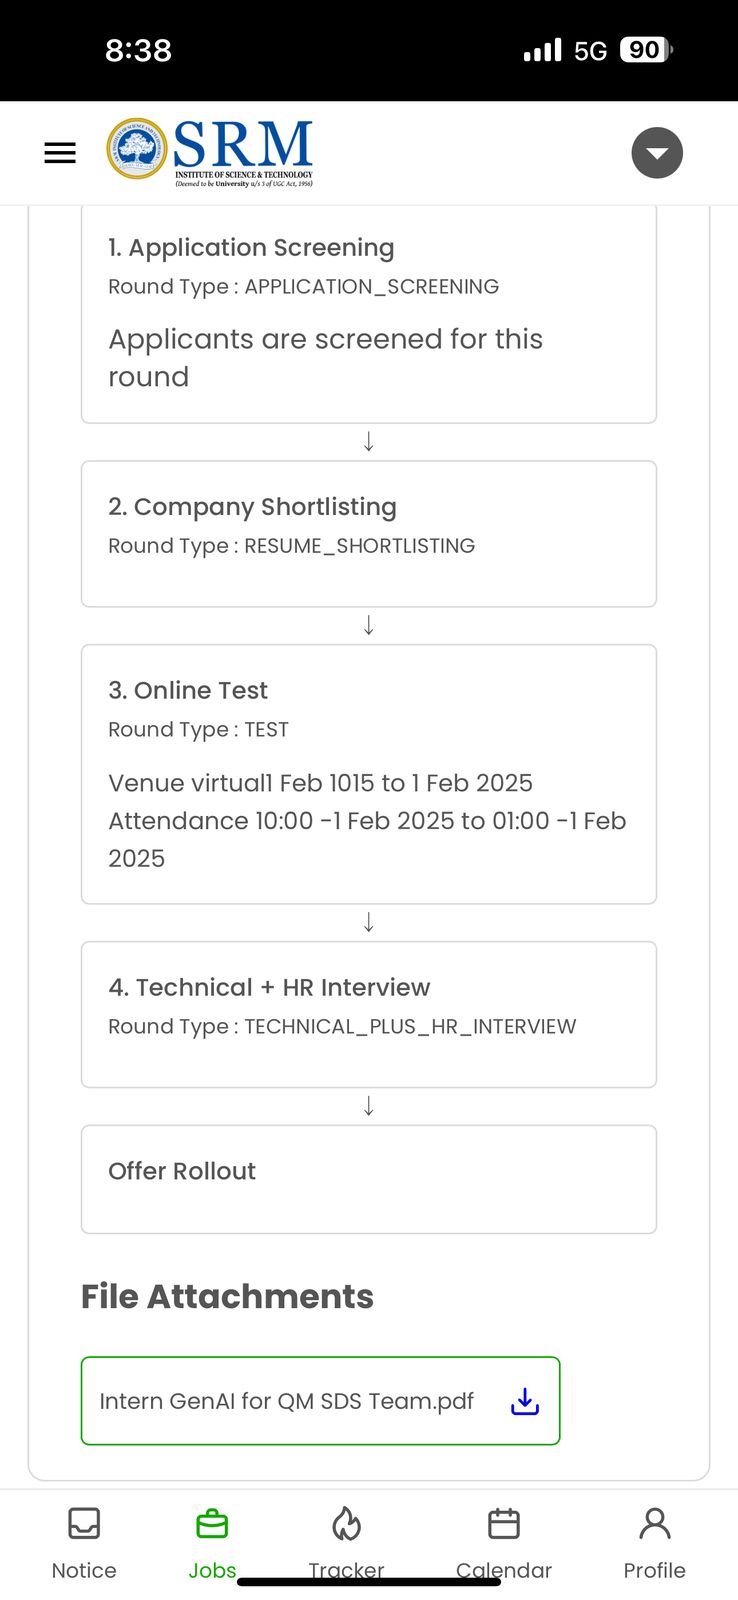 8:38
5G
90
SRM
INSTITUTE OF SCIENCE & TECHNOLOGY
(Deemed to be University u/s 3 of UGC Act, 1956)
1. Application Screening
Round Type : APPLICATION_SCREENING
Applicants are screened for this
round
↓
2. Company Shortlisting
Round Type : RESUME_SHORTLISTING
↓
3. Online Test
Round Type : TEST
Venue virtual1 Feb 1015 to 1 Feb 2025
Attendance 10:00 -1 Feb 2025 to 01:00 -1 Feb
2025
↓
4. Technical + HR Interview
Round Type : TECHNICAL_PLUS_HR_INTERVIEW
↓
Offer Rollout
File Attachments
Intern GenAI for QM SDS Team.pdf
Notice
Jobs
Tracker
Calendar
Profile